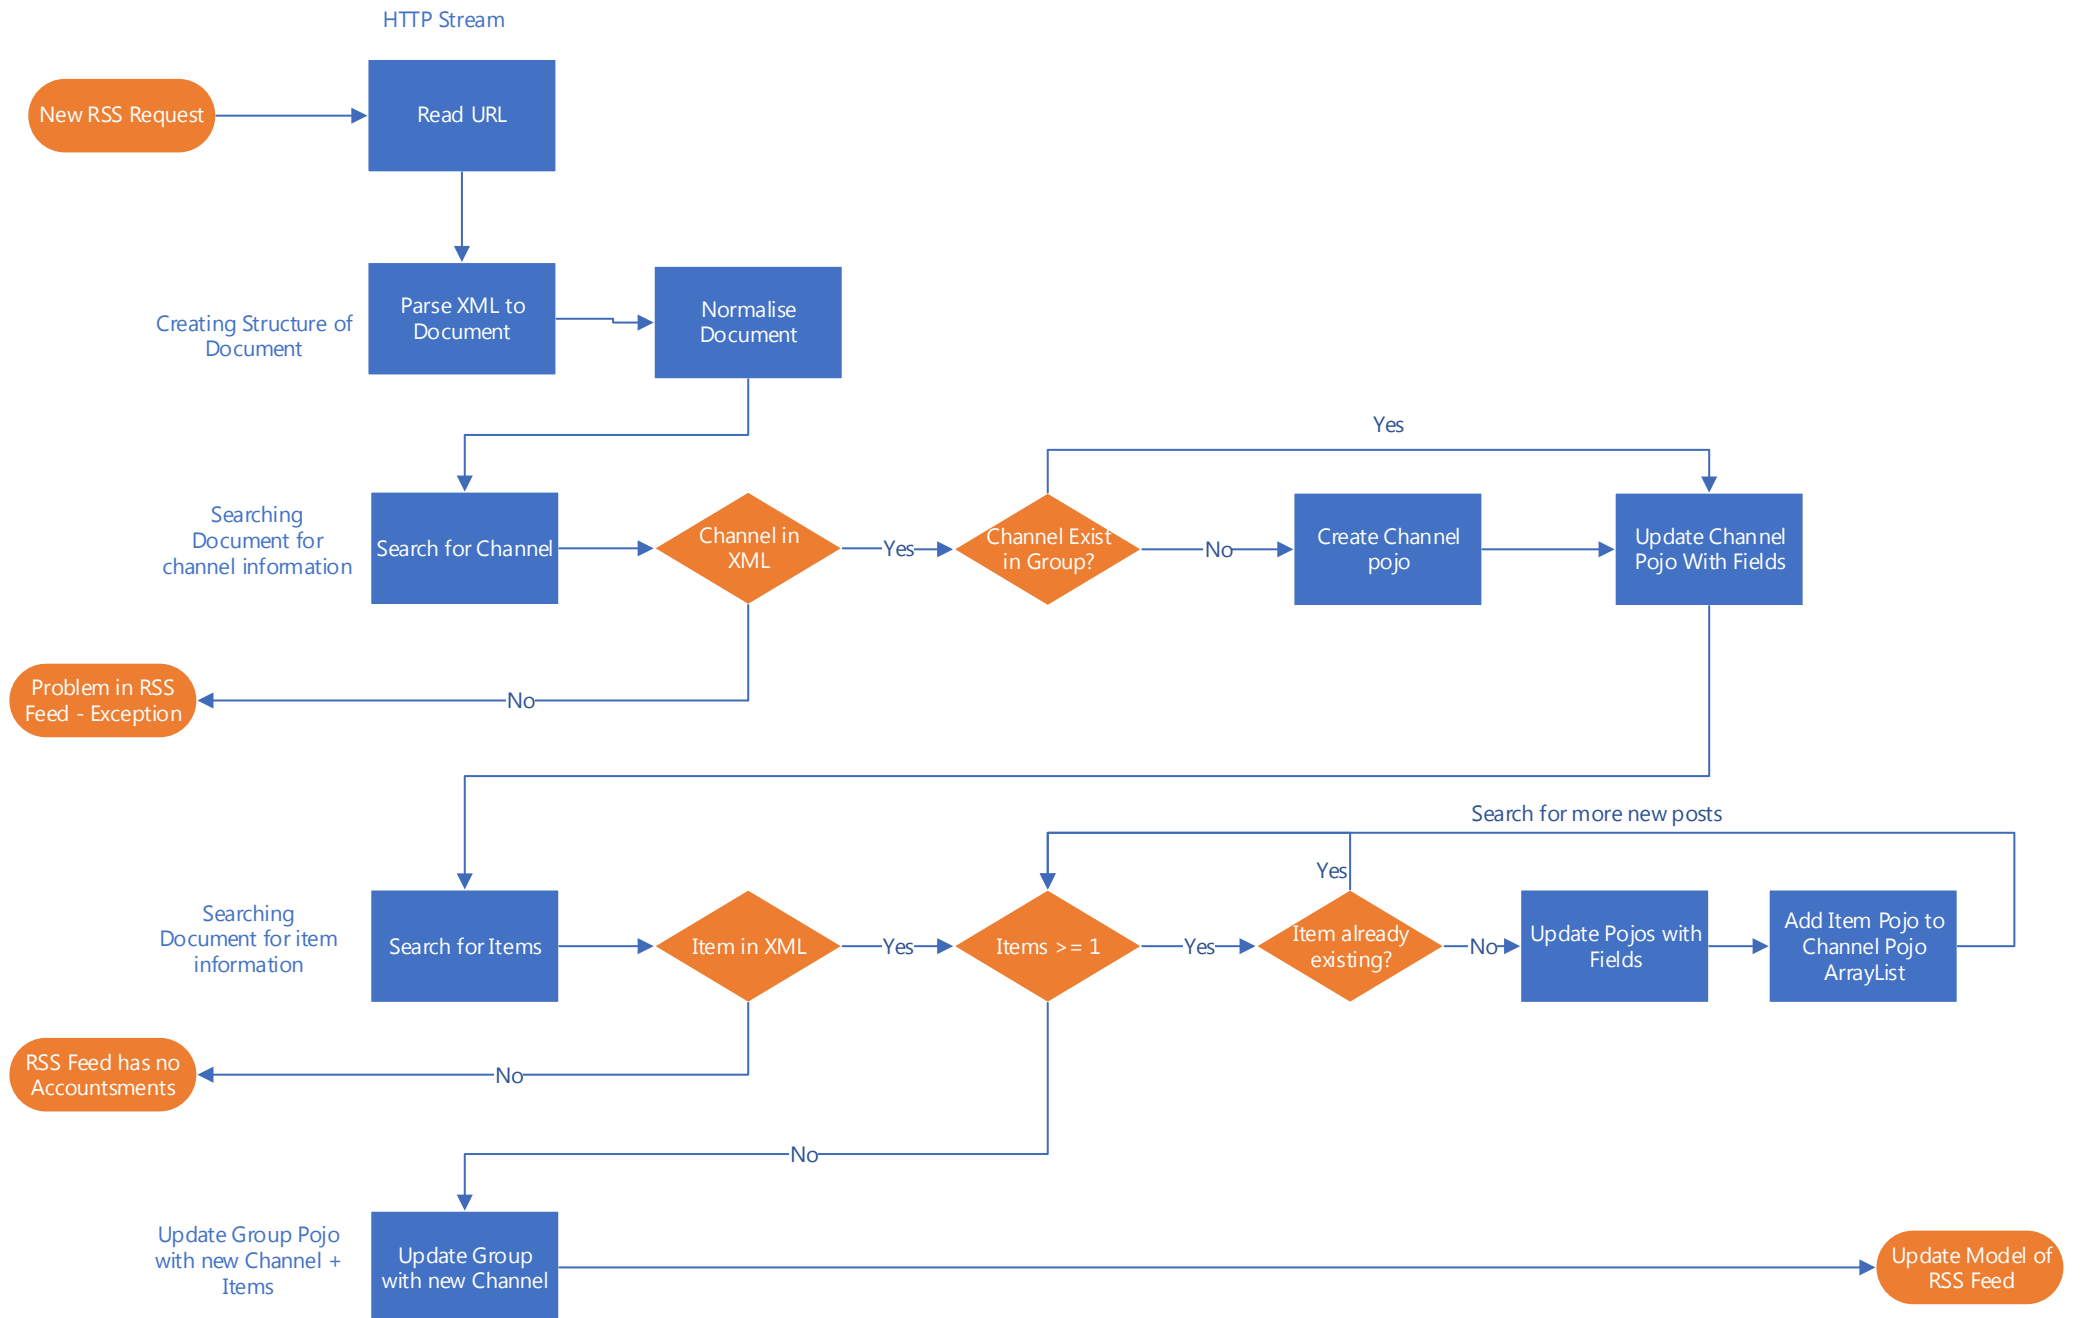 HTTP Stream
New RSS Request
Read URL
Creating Structure of
Document
Parse XML to
Document
Normalise
Document
Yes
Searching
Document for
channel information
Search for Channel
Channel in
XML
Yes
Channel Exist
in Group?
No
Create Channel
pojo
Update Channel
Pojo With Fields
Problem in RSS
Feed - Exception
No
Search for more new posts
Yes
Searching
Document for item
information
Search for Items
Item in XML
Yes
Items >= 1
Yes
Item already
existing?
No
Update Pojos with
Fields
Add Item Pojo to
Channel Pojo
ArrayList
RSS Feed has no
Accountsments
No
No
Update Group Pojo
with new Channel +
Items
Update Group
with new Channel
Update Model of
RSS Feed